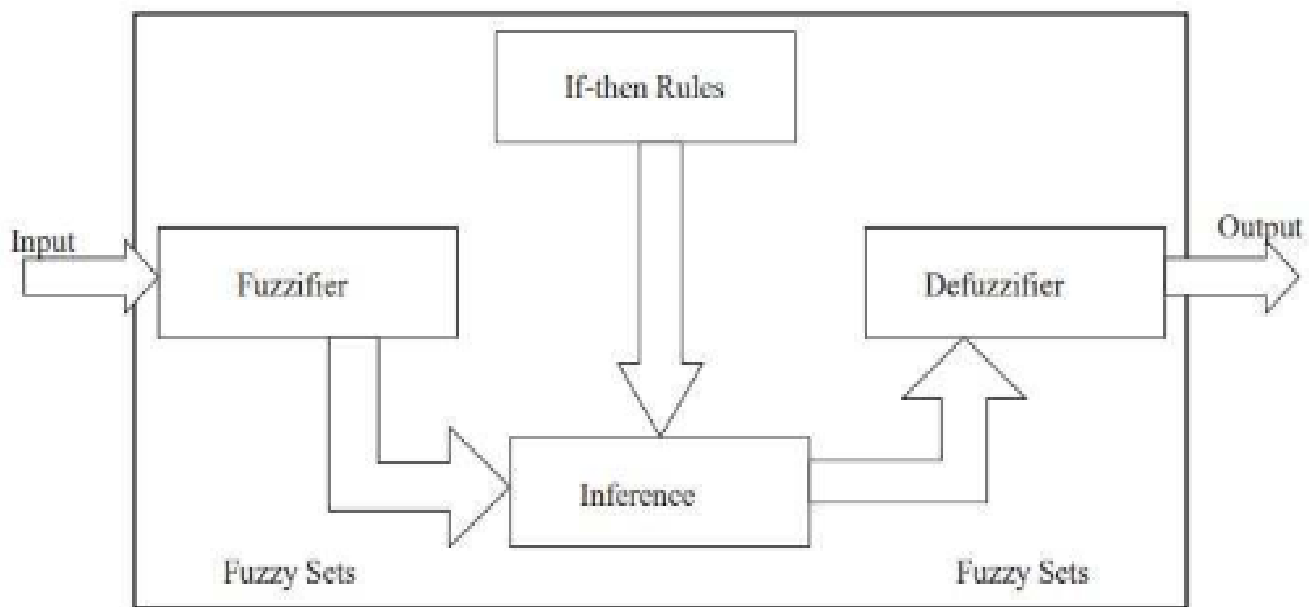 If-then Rules
Input
Fuzzifier
Defuzzifier
Output
Inference
Fuzzy Sets
Fuzzy Sets